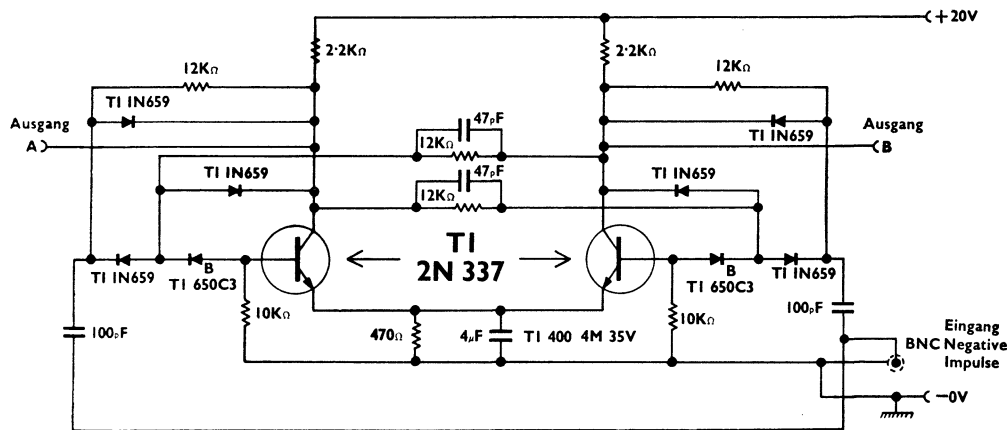 +20V
2·2KΩ
2·2KΩ
12KΩ
12KΩ
TI IN659
TI IN659
Ausgang
A
Ausgang
B
47pF
12KΩ
47pF
12KΩ
TI IN659
TI IN659
TI
2N 337
TI IN659
B
TI 650C3
B
TI 650C3
TI IN659
100pF
10KΩ
470Ω
4μF
TI 400 4M 35V
10KΩ
100pF
Eingang
BNC Negative
Impulse
−0V